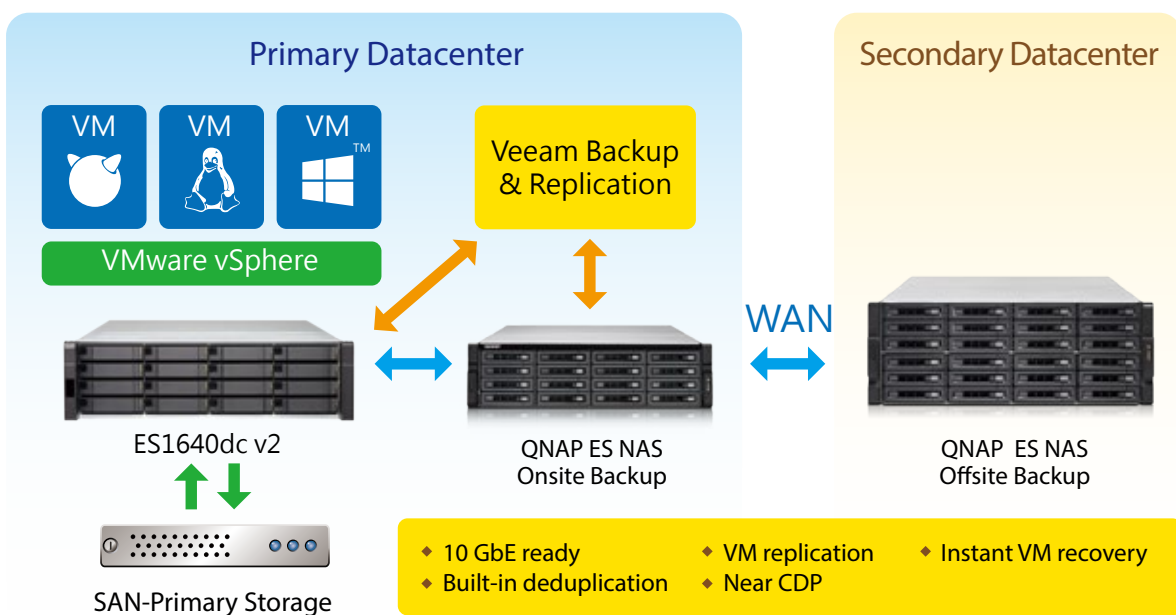 Primary Datacenter
Secondary Datacenter
VM
VM
VM
TM
Veeam Backup
& Replication
VMware vSphere
WAN
ES1640dc v2
QNAP ES NAS
Onsite Backup
QNAP ES NAS
Offsite Backup
SAN-Primary Storage
10 GbE ready
Built-in deduplication
VM replication
Near CDP
Instant VM recovery